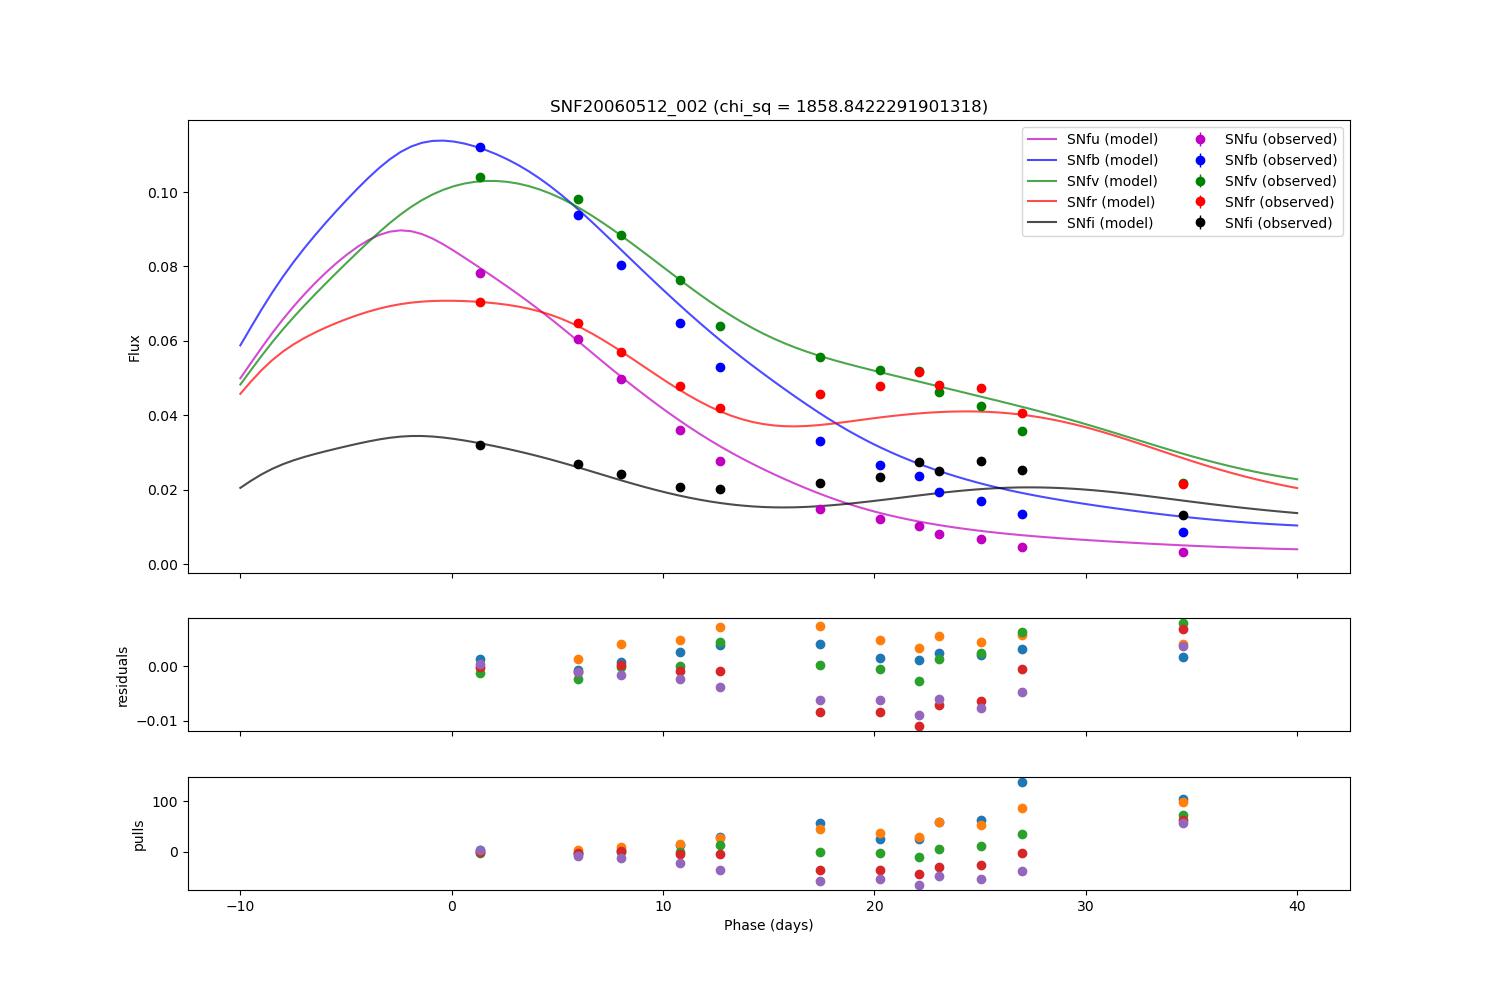 SNF20060512_002 (chi_sq = 1858.8422291901318)
SNfu (model) SNfu (observed)
SNfb (model) SNfb (observed)
SNfv (model) SNfv (observed)
SNfr (model) SNfr (observed)
SNfi (model) SNfi (observed)
Flux
0.10
0.08
0.06
0.04
0.02
0.00
residuals
0.00
−0.01
pulls
100
0
−10 0 10 20 30 40
Phase (days)